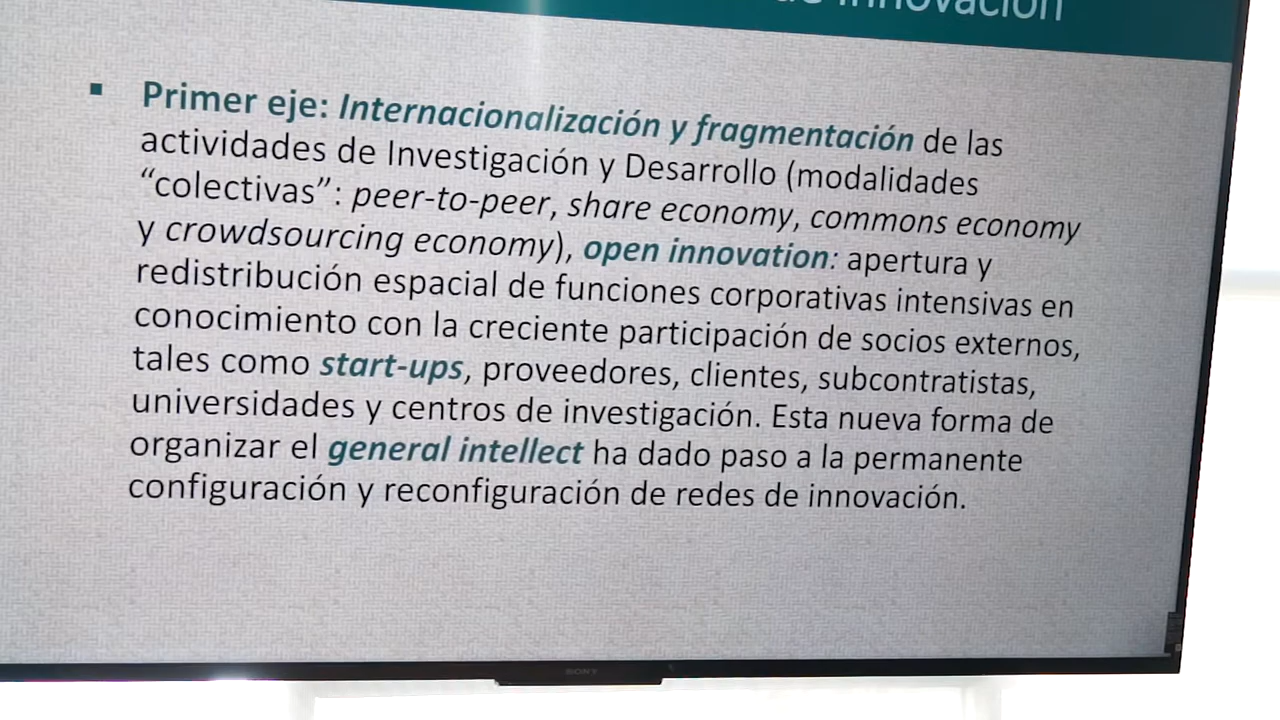 de innovación
▪ Primer eje: Internacionalización y fragmentación de las
actividades de Investigación y Desarrollo (modalidades
“colectivas”: peer-to-peer, share economy, commons economy
y crowdsourcing economy), open innovation: apertura y
redistribución espacial de funciones corporativas intensivas en
conocimiento con la creciente participación de socios externos,
tales como start-ups, proveedores, clientes, subcontratistas,
universidades y centros de investigación. Esta nueva forma de
organizar el general intellect ha dado paso a la permanente
configuración y reconfiguración de redes de innovación.
SONY